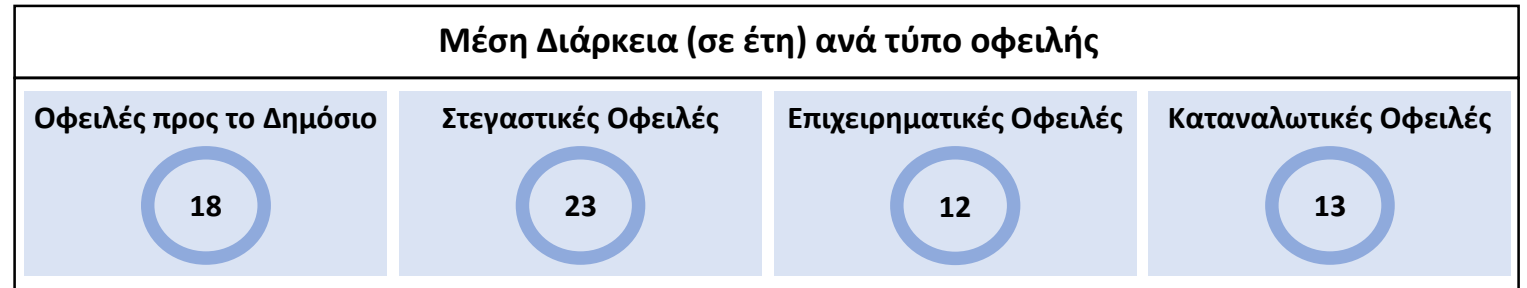 Μέση Διάρκεια (σε έτη) ανά τύπο οφειλής
Οφειλές προς το Δημόσιο
Στεγαστικές Οφειλές
Επιχειρηματικές Οφειλές
Καταναλωτικές Οφειλές
18
23
12
13